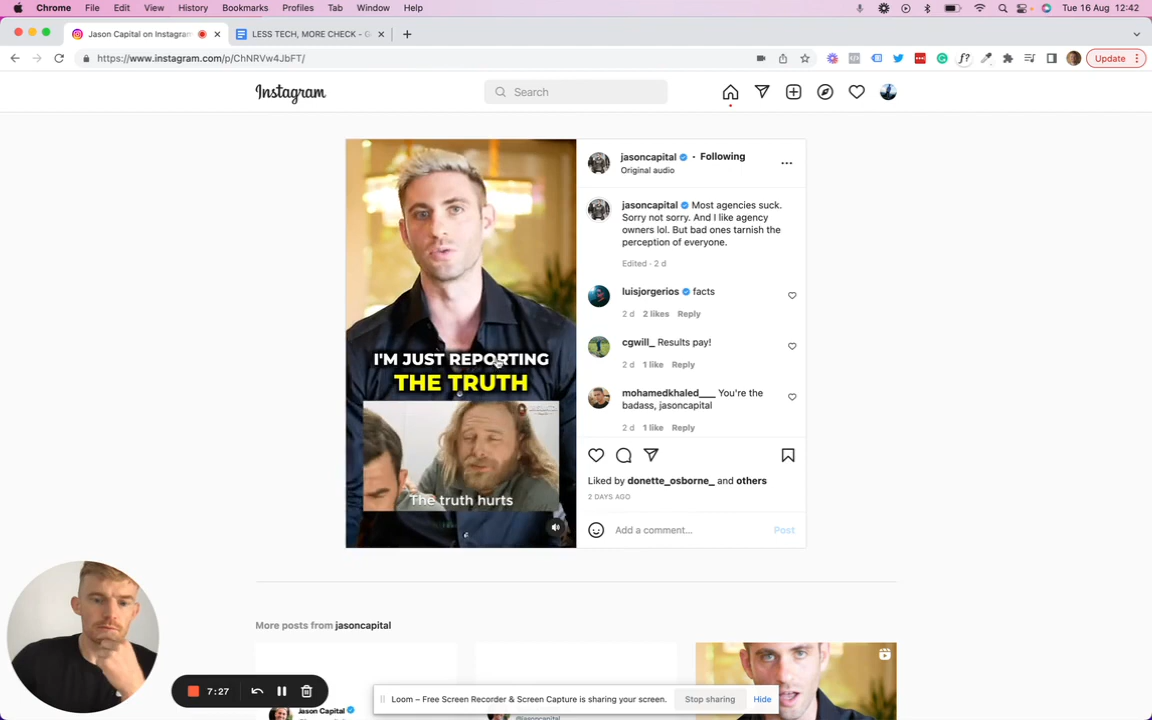 Chrome File Edit View History Bookmarks Profiles Tab Window Help
Tue 16 Aug 12:42
Jason Capital on Instagram
LESS TECH, MORE CHECK - G
https://www.instagram.com/p/ChNRVw4JbFT/
f?
Update
Instagram
Search
jasoncapital • Following
Original audio
jasoncapital Most agencies suck.
Sorry not sorry. And I like agency
owners lol. But bad ones tarnish the
perception of everyone.
Edited · 2 d
luisjorgerios facts
2 d 2 likes Reply
cgwill_ Results pay!
2 d 1 like Reply
I'M JUST REPORTING
THE TRUTH
mohamedkhaled___ You're the
badass, jasoncapital
2 d 1 like Reply
The truth hurts
Liked by donette_osborne_ and others
2 DAYS AGO
Add a comment...
Post
More posts from jasoncapital
7:27
Loom – Free Screen Recorder & Screen Capture is sharing your screen.
Stop sharing
Hide
Jason Capital
@jasoncapital